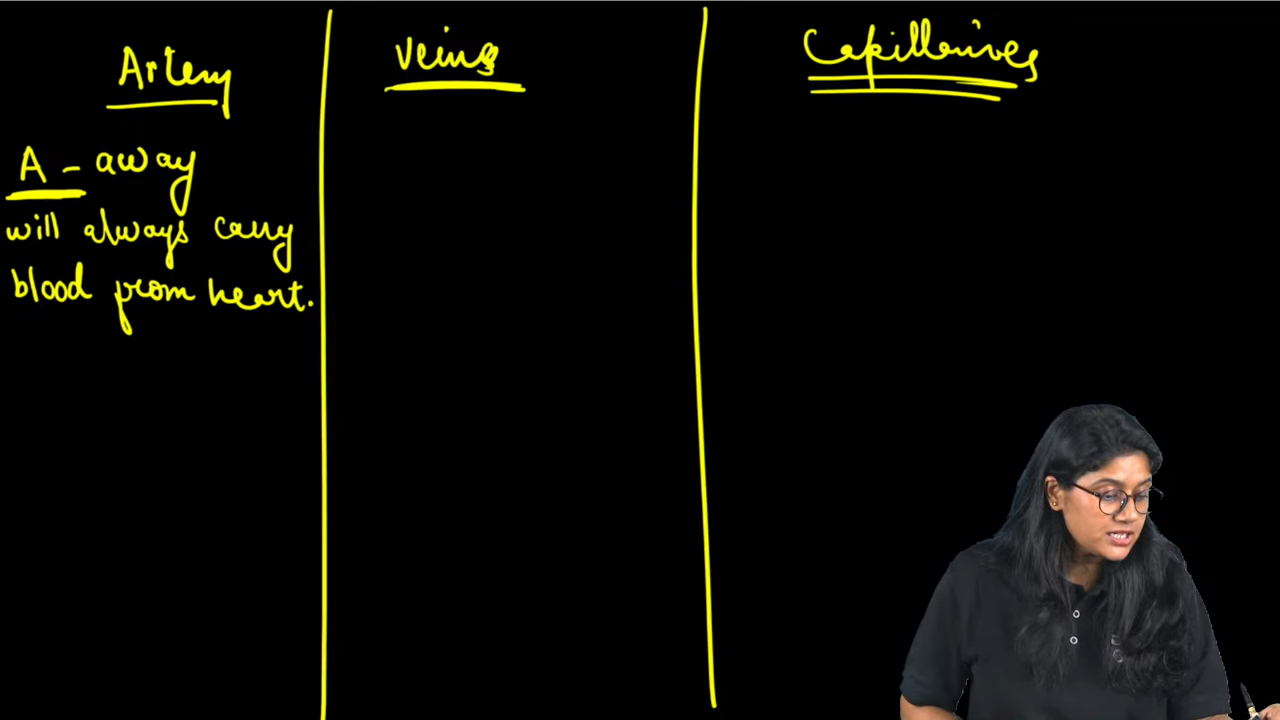 Artery
veins
Capillaries
A - away
will always carry
blood from heart.